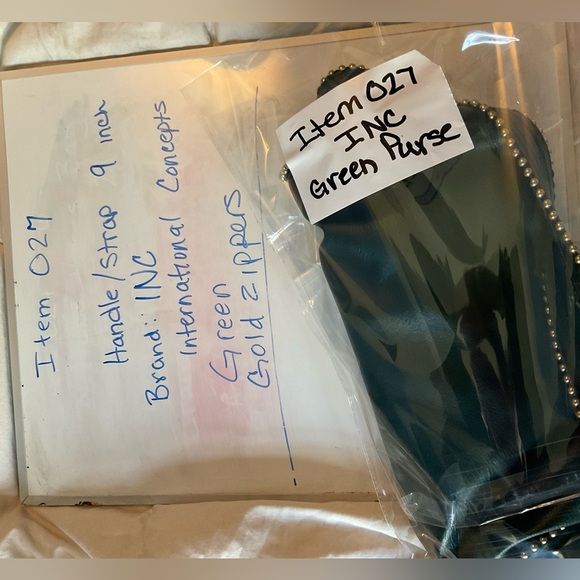 Item 027
Handle/Strap 9 inch
Brand: INC
International Concepts
Green
Gold Zippers
Item 027
INC
Green Purse